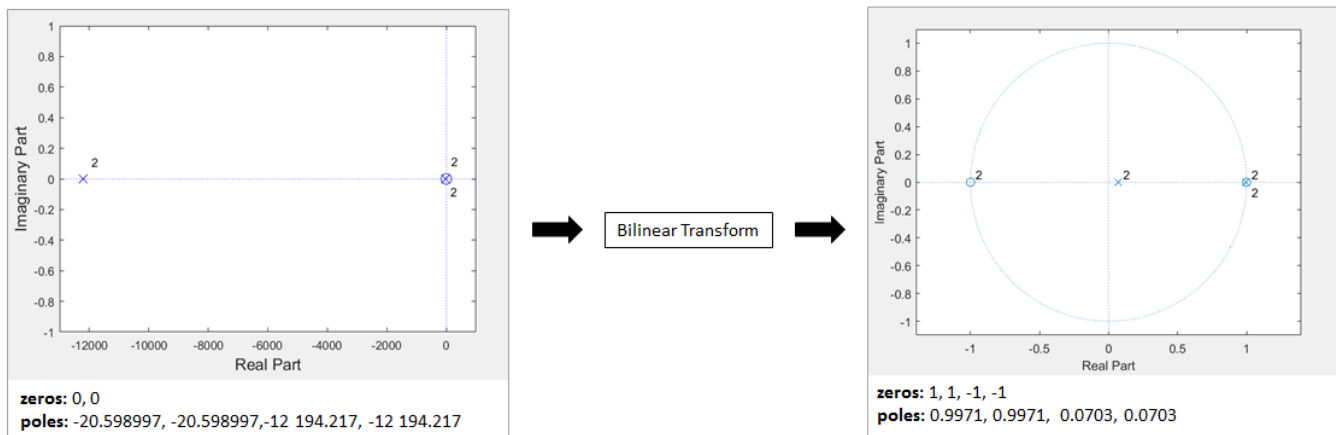 1
0.8
0.6
0.4
0.2
0
-0.2
-0.4
-0.6
-0.8
-1
Imaginary Part
2
2
2
-12000 -10000 -8000 -6000 -4000 -2000 0
Real Part
zeros: 0, 0
poles: -20.598997, -20.598997,-12 194.217, -12 194.217
Bilinear Transform
1
0.8
0.6
0.4
0.2
0
-0.2
-0.4
-0.6
-0.8
-1
Imaginary Part
2
2
2
2
-1 -0.5 0 0.5 1
Real Part
zeros: 1, 1, -1, -1
poles: 0.9971, 0.9971, 0.0703, 0.0703